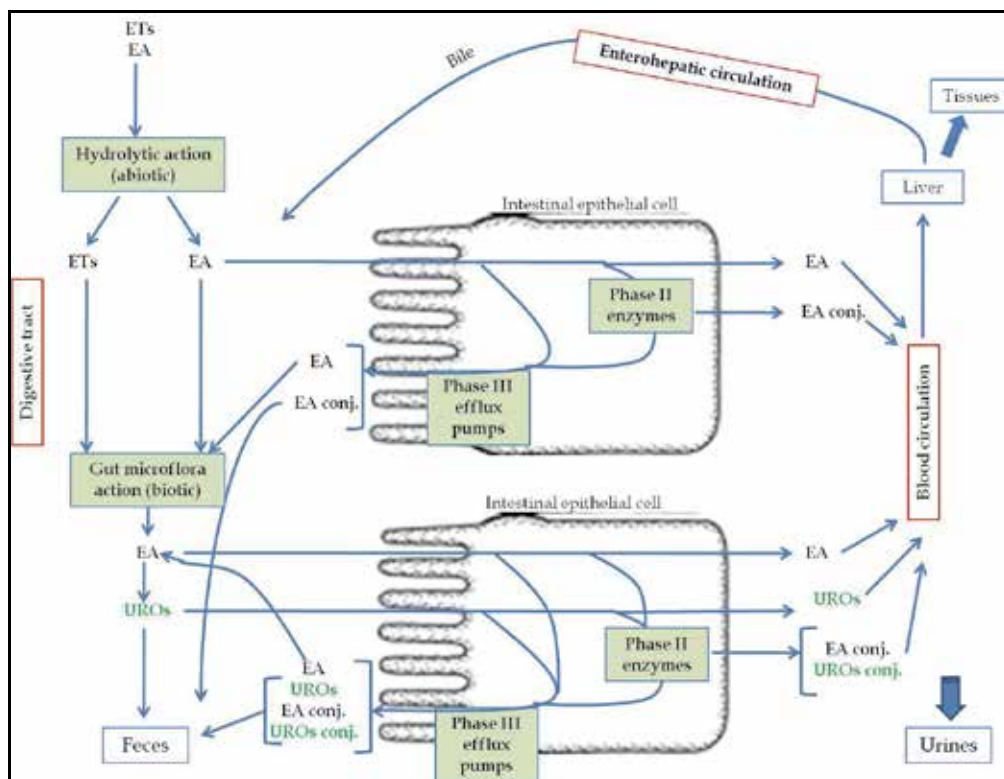 ETs
EA
Bile
Enterohepatic circulation
Tissues
Hydrolytic action
(abiotic)
Liver
Intestinal epithelial cell
ETs
EA
EA
Phase II
enzymes
EA conj.
Digestive tract
EA
EA conj.
Phase III
efflux
pumps
Blood circulation
Gut microflora
action (biotic)
Intestinal epithelial cell
EA
EA
UROs
UROs
Phase II
enzymes
EA conj.
UROs conj.
EA
UROs
EA conj.
UROs conj.
Phase III
efflux
pumps
Feces
Urines